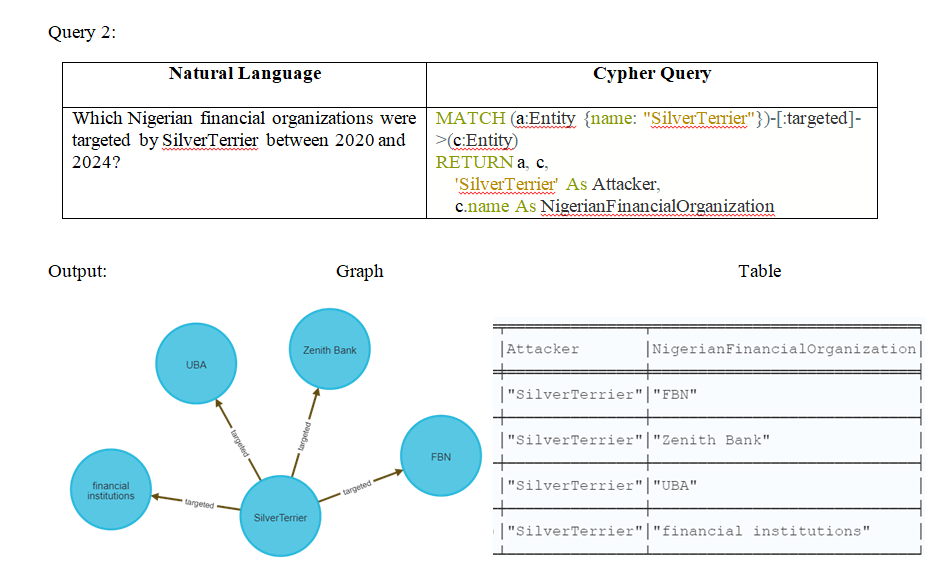 Query 2:
Natural Language
Cypher Query
Which Nigerian financial organizations were
targeted by SilverTerrier between 2020 and
2024?
MATCH (a:Entity {name: "SilverTerrier"})-[:targeted]-
>(c:Entity)
RETURN a, c,
'SilverTerrier' As Attacker,
c.name As NigerianFinancialOrganization
Output:
Graph
Table
UBA
Zenith Bank
FBN
financial
institutions
SilverTerrier
targeted
targeted
targeted
targeted
|Attacker |NigerianFinancialOrganization|
|"SilverTerrier"|"FBN" |
|"SilverTerrier"|"Zenith Bank" |
|"SilverTerrier"|"UBA" |
|"SilverTerrier"|"financial institutions" |